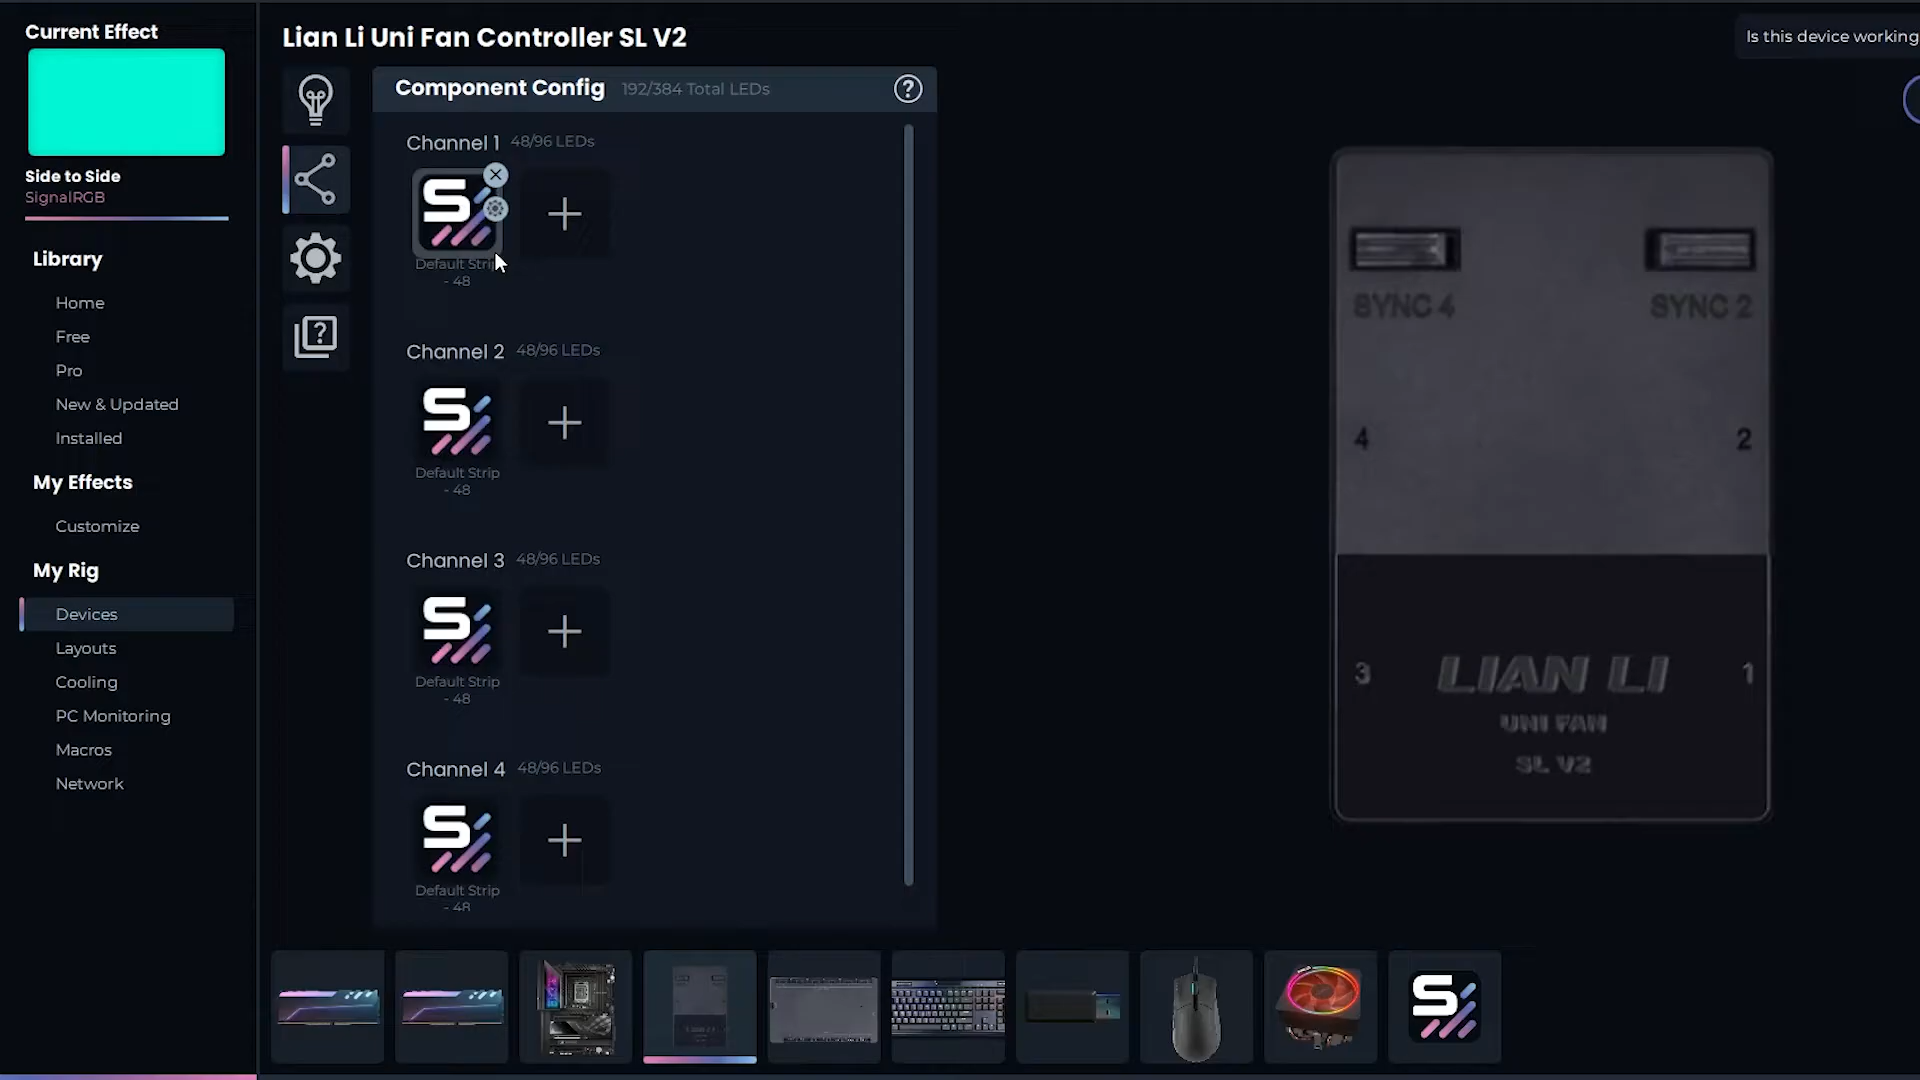 Current Effect
Side to Side
SignalRGB
Library
Home
Free
Pro
New & Updated
Installed
My Effects
Customize
My Rig
Devices
Layouts
Cooling
PC Monitoring
Macros
Network
Lian Li Uni Fan Controller SL V2
Is this device working
Component Config 192/384 Total LEDs
Channel 1 48/96 LEDs
Default Strip
- 48
Channel 2 48/96 LEDs
Default Strip
- 48
Channel 3 48/96 LEDs
Default Strip
- 48
Channel 4 48/96 LEDs
Default Strip
- 48
SYNC 4 SYNC 2
4 2
3 LIAN LI 1
UNI FAN
SL V2